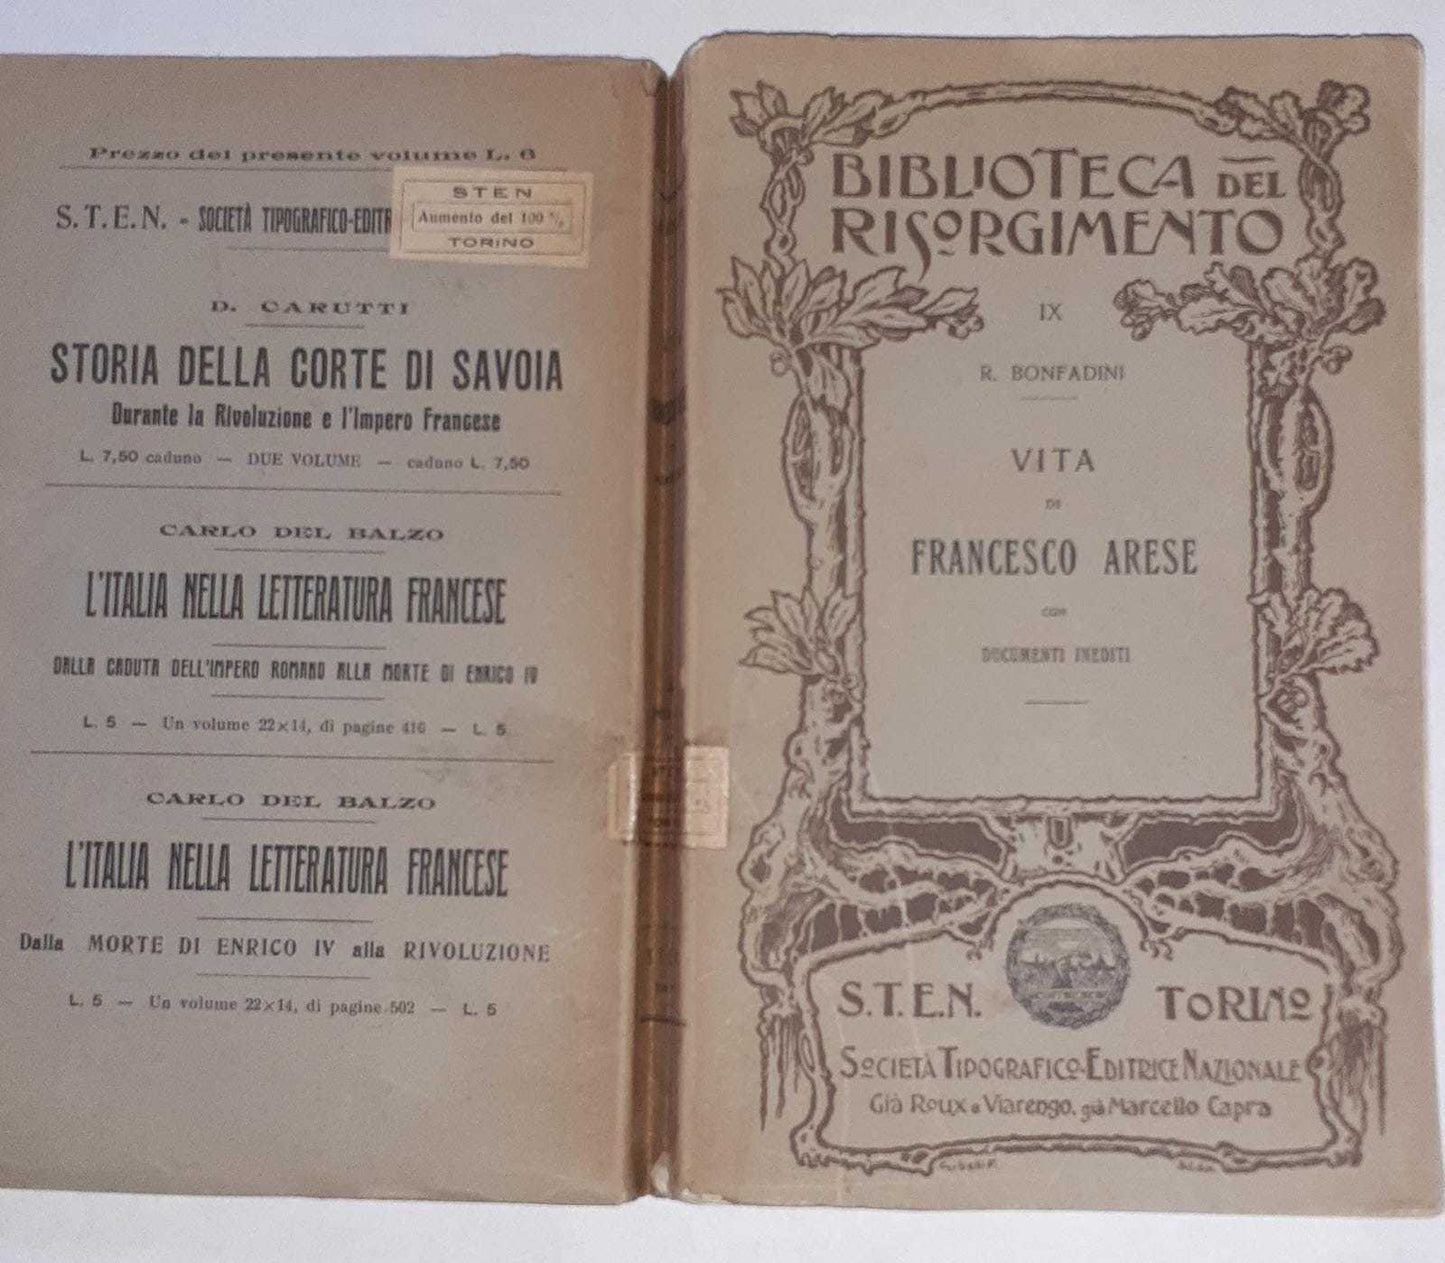 Prezzo del presente volume L. 6
S.T.E.N. - SOCIETÀ TIPOGRAFICO-EDITR
STEN
Aumento del 100 %
TORINO
D. CARUTTI
STORIA DELLA CORTE DI SAVOIA
Durante la Rivoluzione e l'Impero Francese
L. 7,50 caduno — DUE VOLUME — caduno L. 7,50
CARLO DEL BALZO
L'ITALIA NELLA LETTERATURA FRANCESE
DALLA CADUTA DELL'IMPERO ROMANO ALLA MORTE DI ENRICO IV
L. 5 — Un volume 22×14, di pagine 416 — L. 5
CARLO DEL BALZO
L'ITALIA NELLA LETTERATURA FRANCESE
Dalla MORTE DI ENRICO IV alla RIVOLUZIONE
L. 5 — Un volume 22×14, di pagine 502 — L. 5
BIBLIOTECA DEL
RISORGIMENTO
IX
R. BONFADINI
VITA
DI
FRANCESCO ARESE
CON
DOCUMENTI INEDITI
S.T.E.N. TORINO
SOCIETÀ TIPOGRAFICO-EDITRICE NAZIONALE
Già Roux e Viarengo, già Marcello Capra